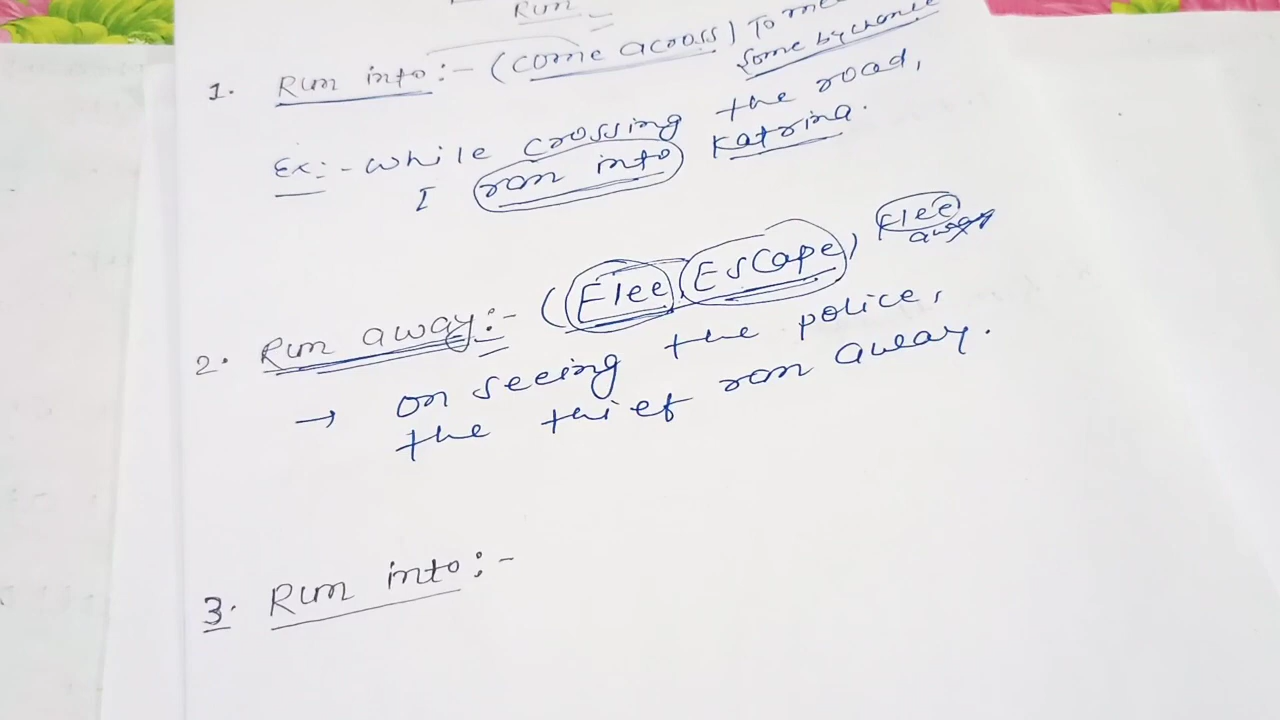 Run
1. Run into:- (come across) To
some by chance
Ex:- while crossing the road,
I ran into Katrina.
2. Run away:- (Flee, Escape) Flee
away
→ on seeing the police,
the thief ran away.
3. Run into:-